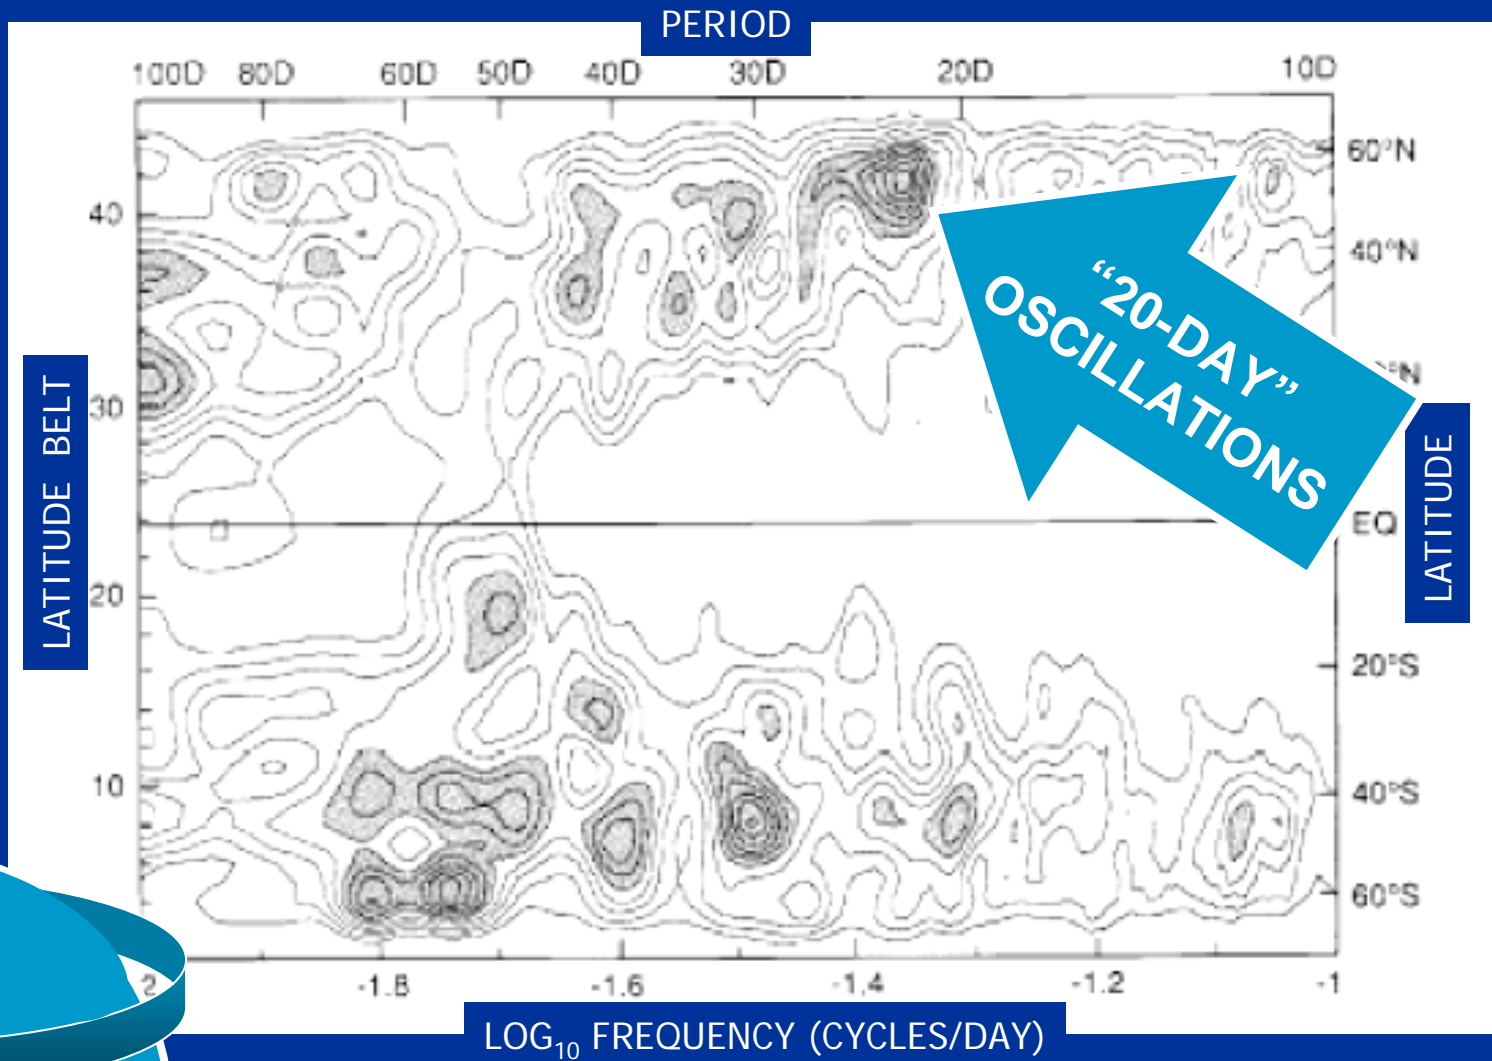 PERIOD
100D 80D 60D 50D 40D 30D 20D 10D
60°N
40
40°N
“20-DAY”
OSCILLATIONS
N
30
LATITUDE BELT
LATITUDE
EQ
20
20°S
10
40°S
60°S
2 -1.8 -1.6 -1.4 -1.2 -1
LOG10 FREQUENCY (CYCLES/DAY)